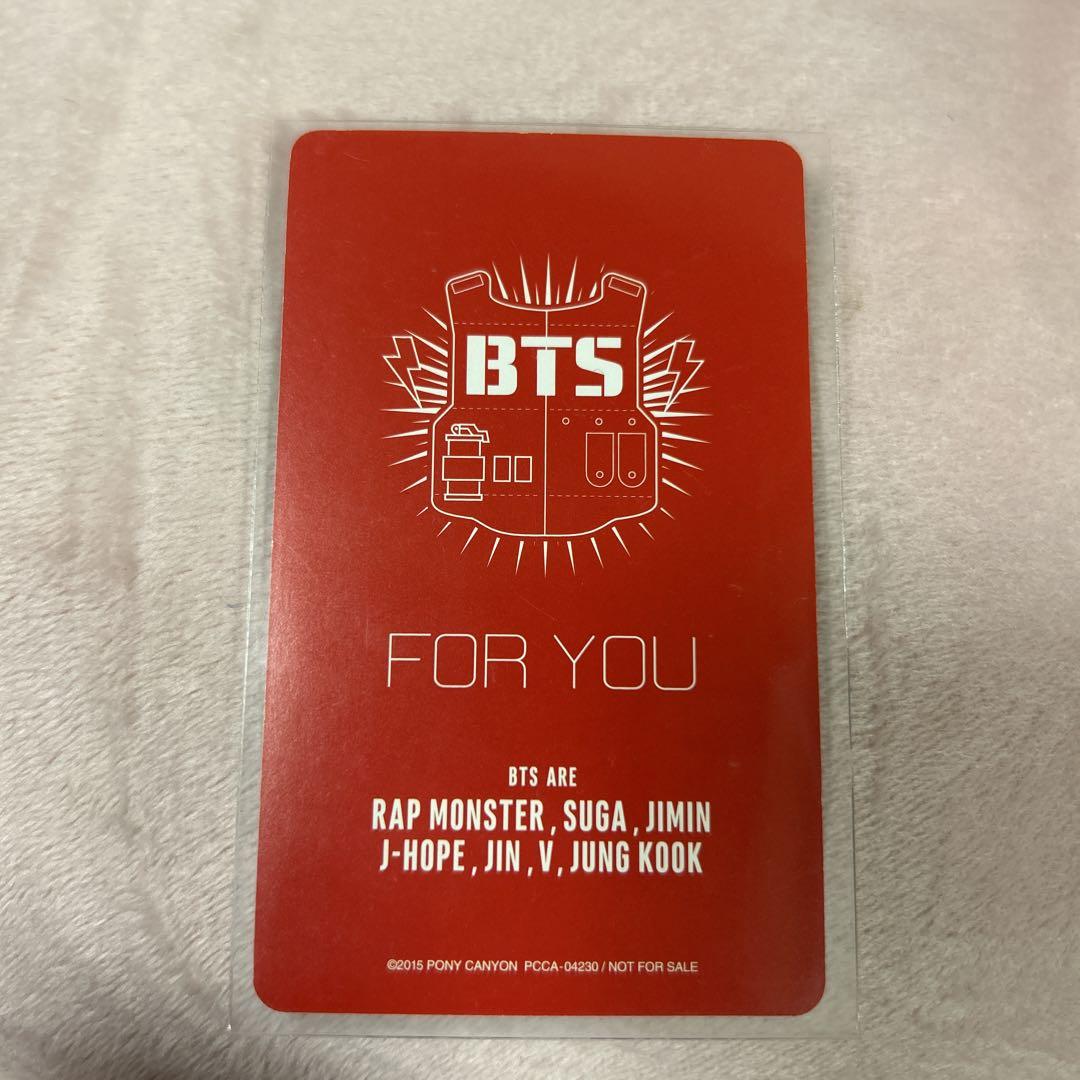 BTS
FOR YOU
BTS ARE
RAP MONSTER , SUGA , JIMIN
J-HOPE , JIN , V , JUNG KOOK
©2015 PONY CANYON PCCA-04230 / NOT FOR SALE